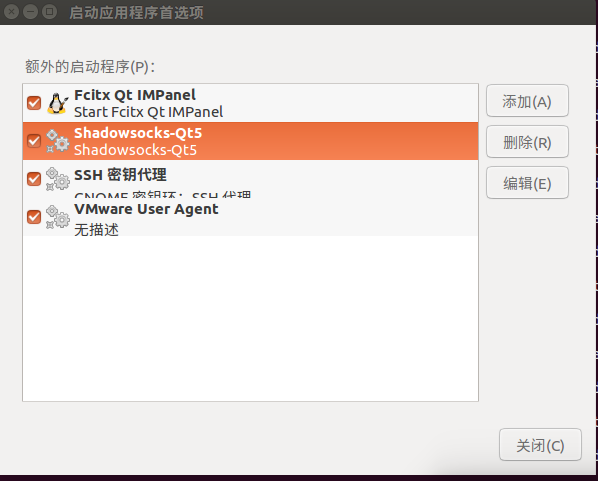 启动应用程序首选项
额外的启动程序(P)：
Fcitx Qt IMPanel
Start Fcitx Qt IMPanel
Shadowsocks-Qt5
Shadowsocks-Qt5
SSH 密钥代理
GNOME 密钥环：SSH 代理
VMware User Agent
无描述
添加(A)
删除(R)
编辑(E)
关闭(C)